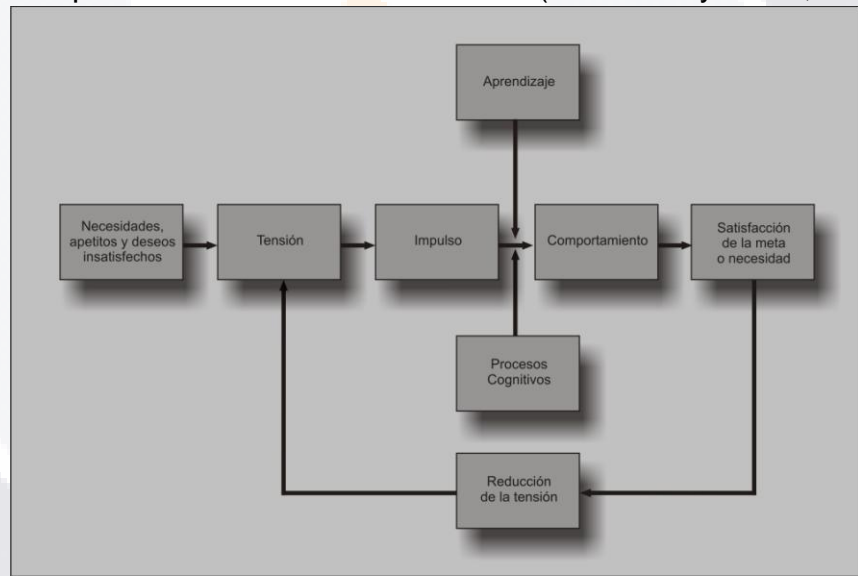 Aprendizaje
Necesidades,
apetitos y deseos
insatisfechos
Tensión
Impulso
Comportamiento
Satisfacción
de la meta
o necesidad
Procesos
Cognitivos
Reducción
de la tensión